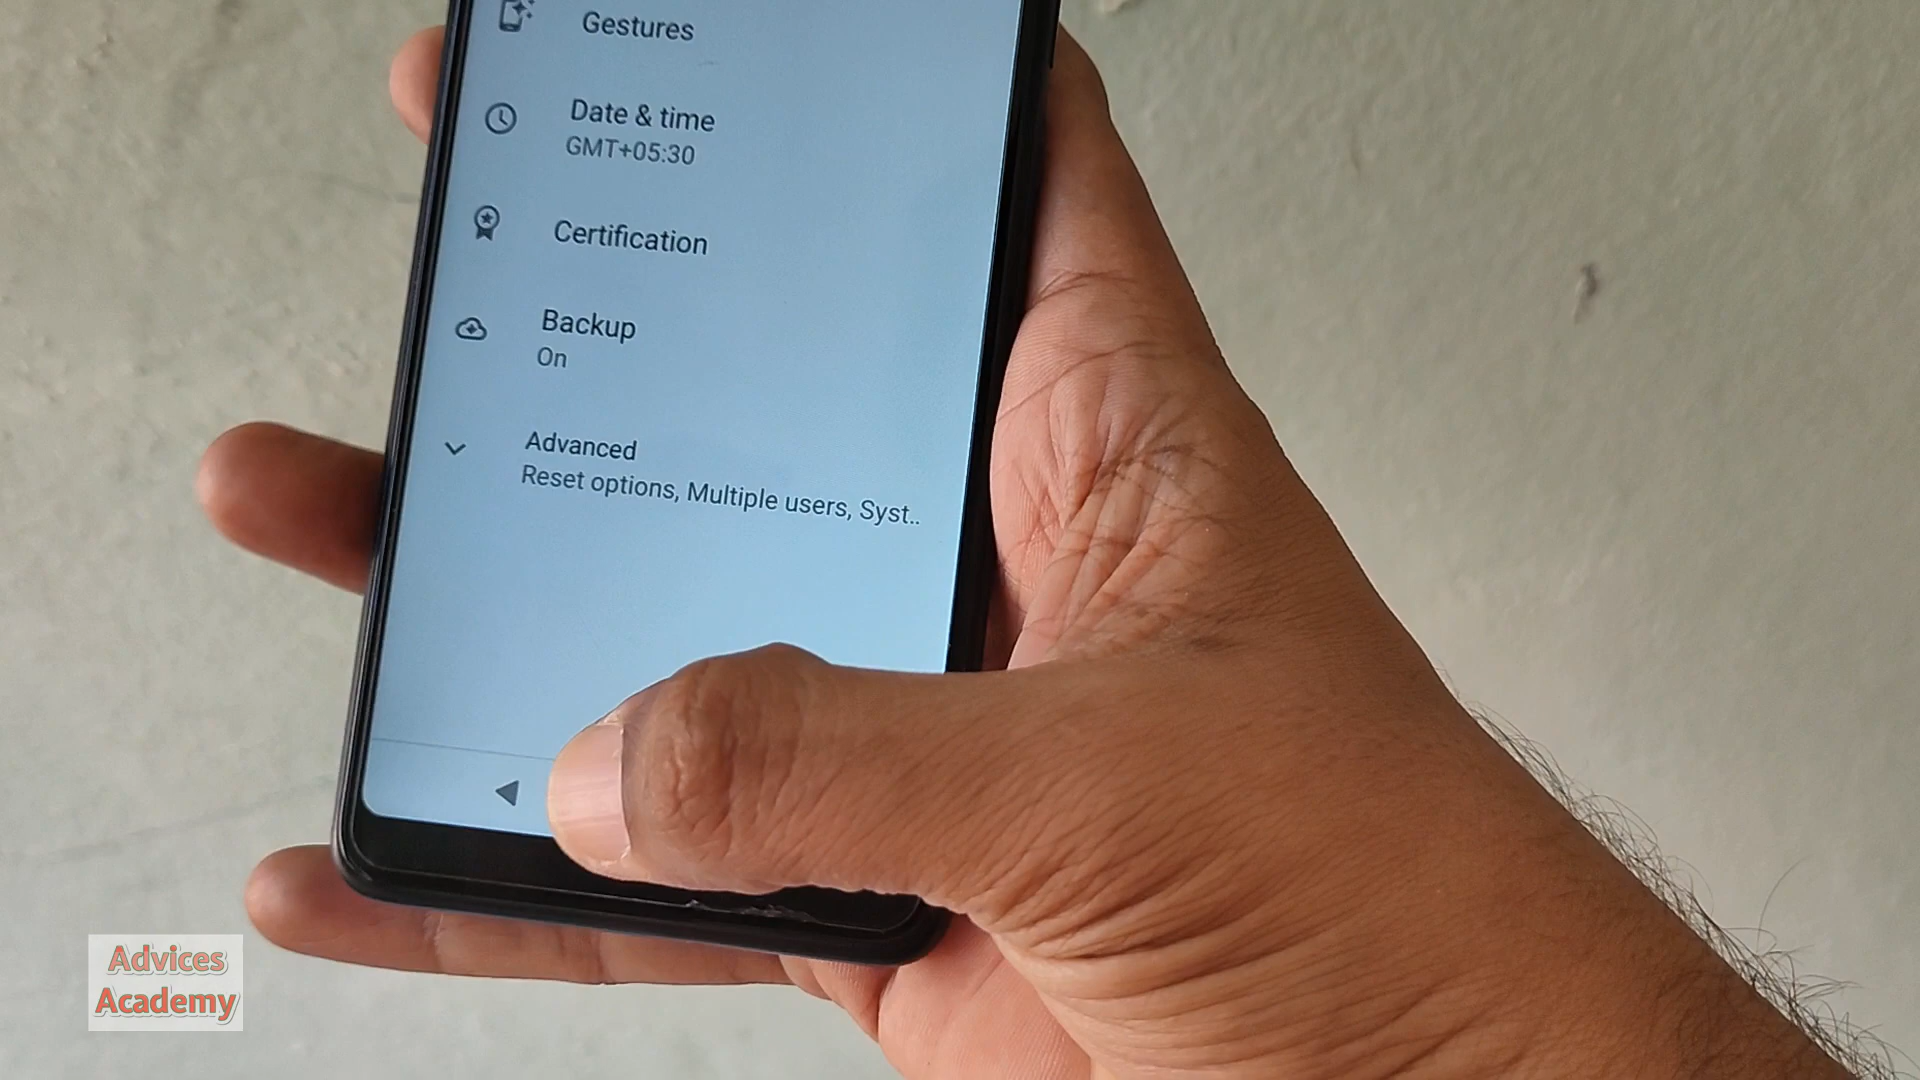 Gestures
Date & time
GMT+05:30
Certification
Backup
On
Advanced
Reset options, Multiple users, Syst..
Advices
Academy